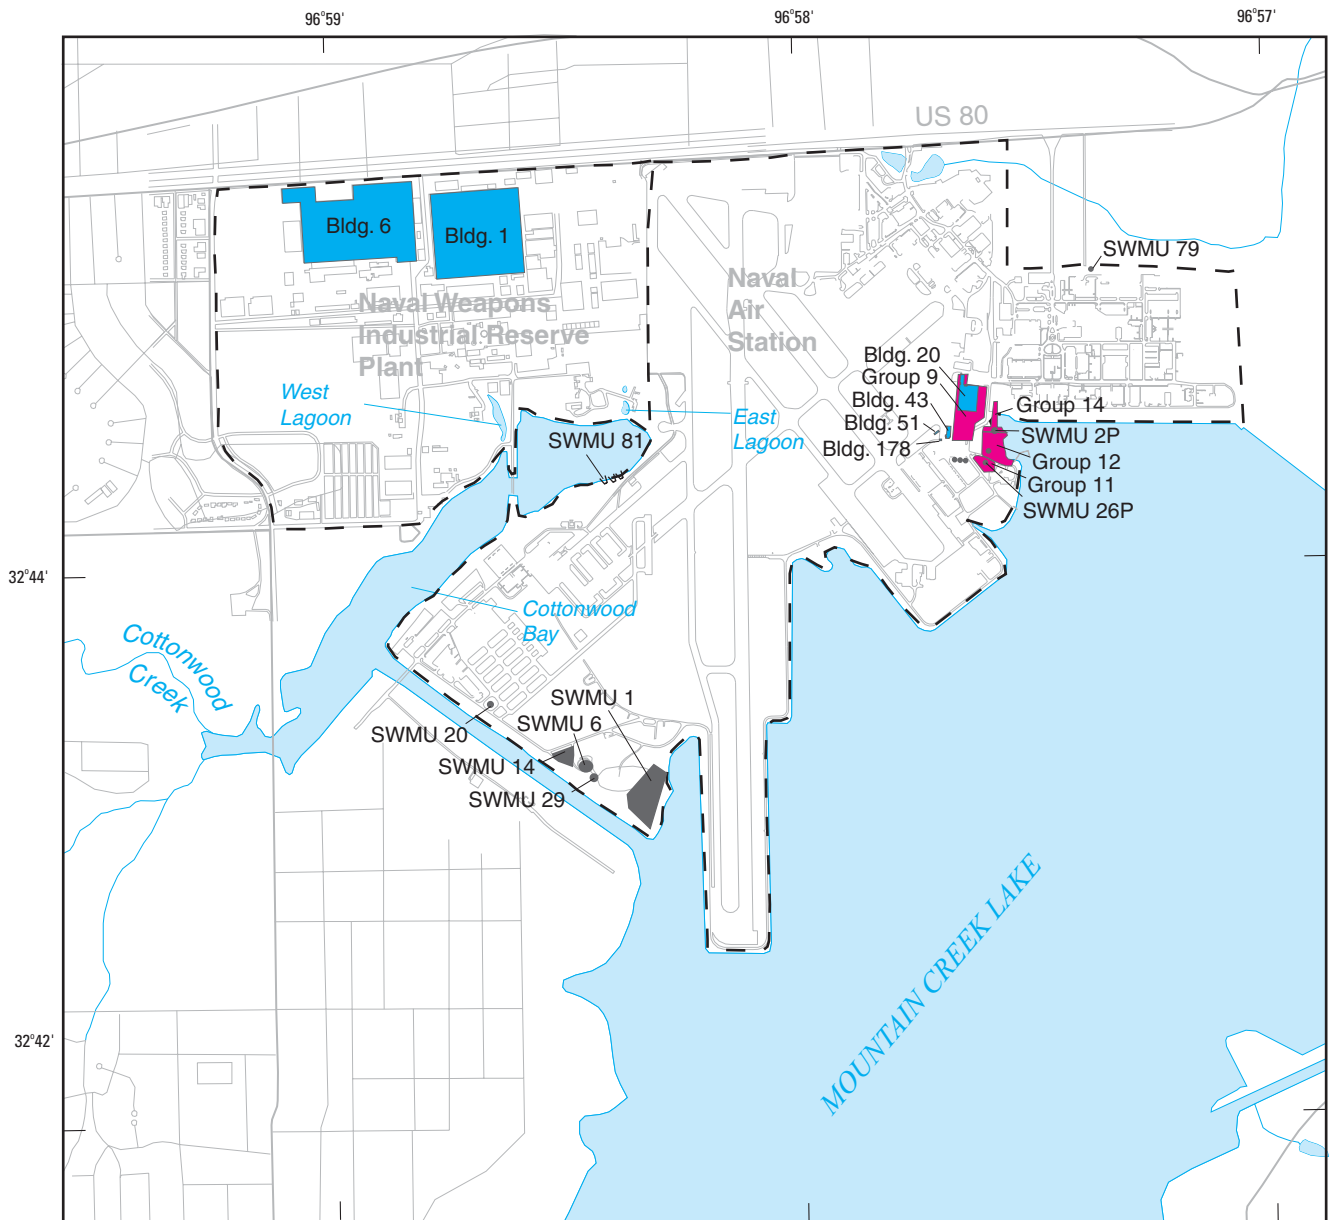 96°59'
96°58'
96°57'
US 80
Bldg. 6
Bldg. 1
SWMU 79
Naval Weapons
Industrial Reserve
Plant
Naval
Air
Station
Bldg. 20
Group 9
Bldg. 43
Bldg. 51
Bldg. 178
Group 14
SWMU 2P
Group 12
Group 11
SWMU 26P
West
Lagoon
East
Lagoon
SWMU 81
32°44'
Cottonwood
Bay
Cottonwood
Creek
SWMU 1
SWMU 6
SWMU 20
SWMU 14
SWMU 29
MOUNTAIN CREEK LAKE
32°42'